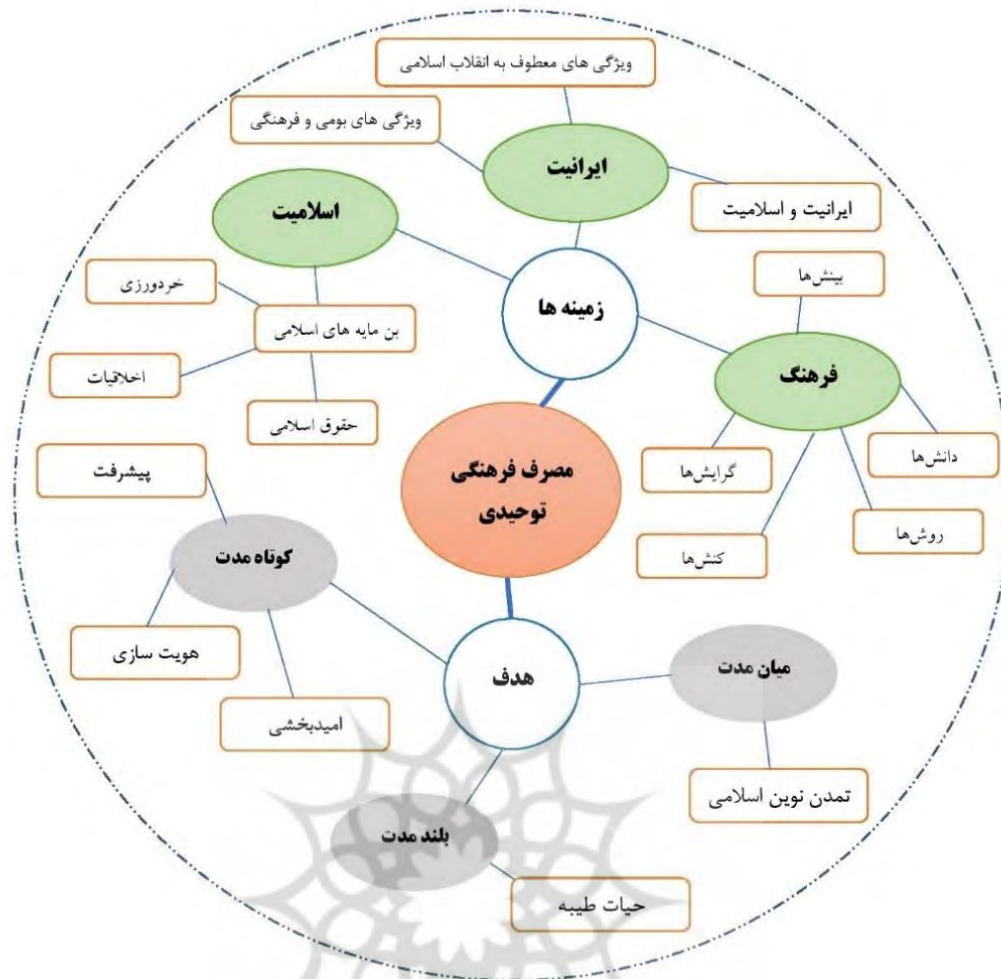 ویژگی های معطوف به انقلاب اسلامی
ویژگی های بومی و فرهنگی
ایرانیت
ایرانیت و اسلامیت
اسلامیت
خردورزی
بن مایه های اسلامی
اخلاقیات
حقوق اسلامی
زمینه ها
بینش‌ها
فرهنگ
دانش‌ها
گرایش‌ها
روش‌ها
کنش‌ها
مصرف فرهنگی
توحیدی
پیشرفت
کوتاه مدت
هویت سازی
امیدبخشی
هدف
میان مدت
تمدن نوین اسلامی
بلند مدت
حیات طیبه